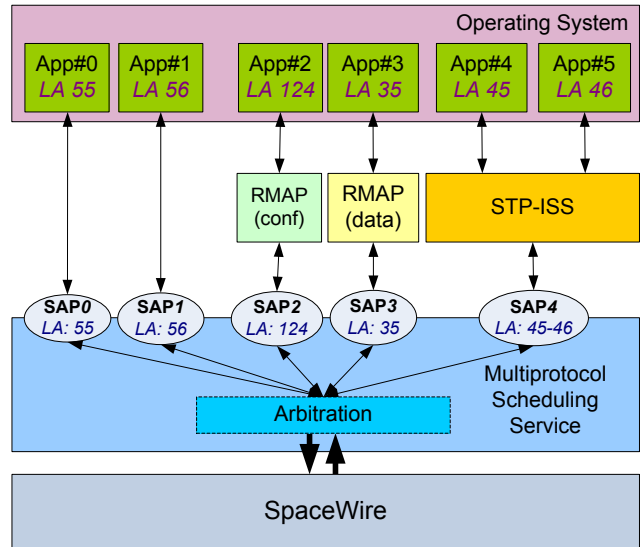 Operating System
App#0 App#1 App#2 App#3 App#4 App#5
LA 55 LA 56 LA 124 LA 35 LA 45 LA 46
RMAP (conf)
RMAP (data)
STP-ISS
SAP0 SAP1 SAP2 SAP3 SAP4
LA: 55 LA: 56 LA: 124 LA: 35 LA: 45-46
Multiprotocol
Scheduling
Service
Arbitration
SpaceWire